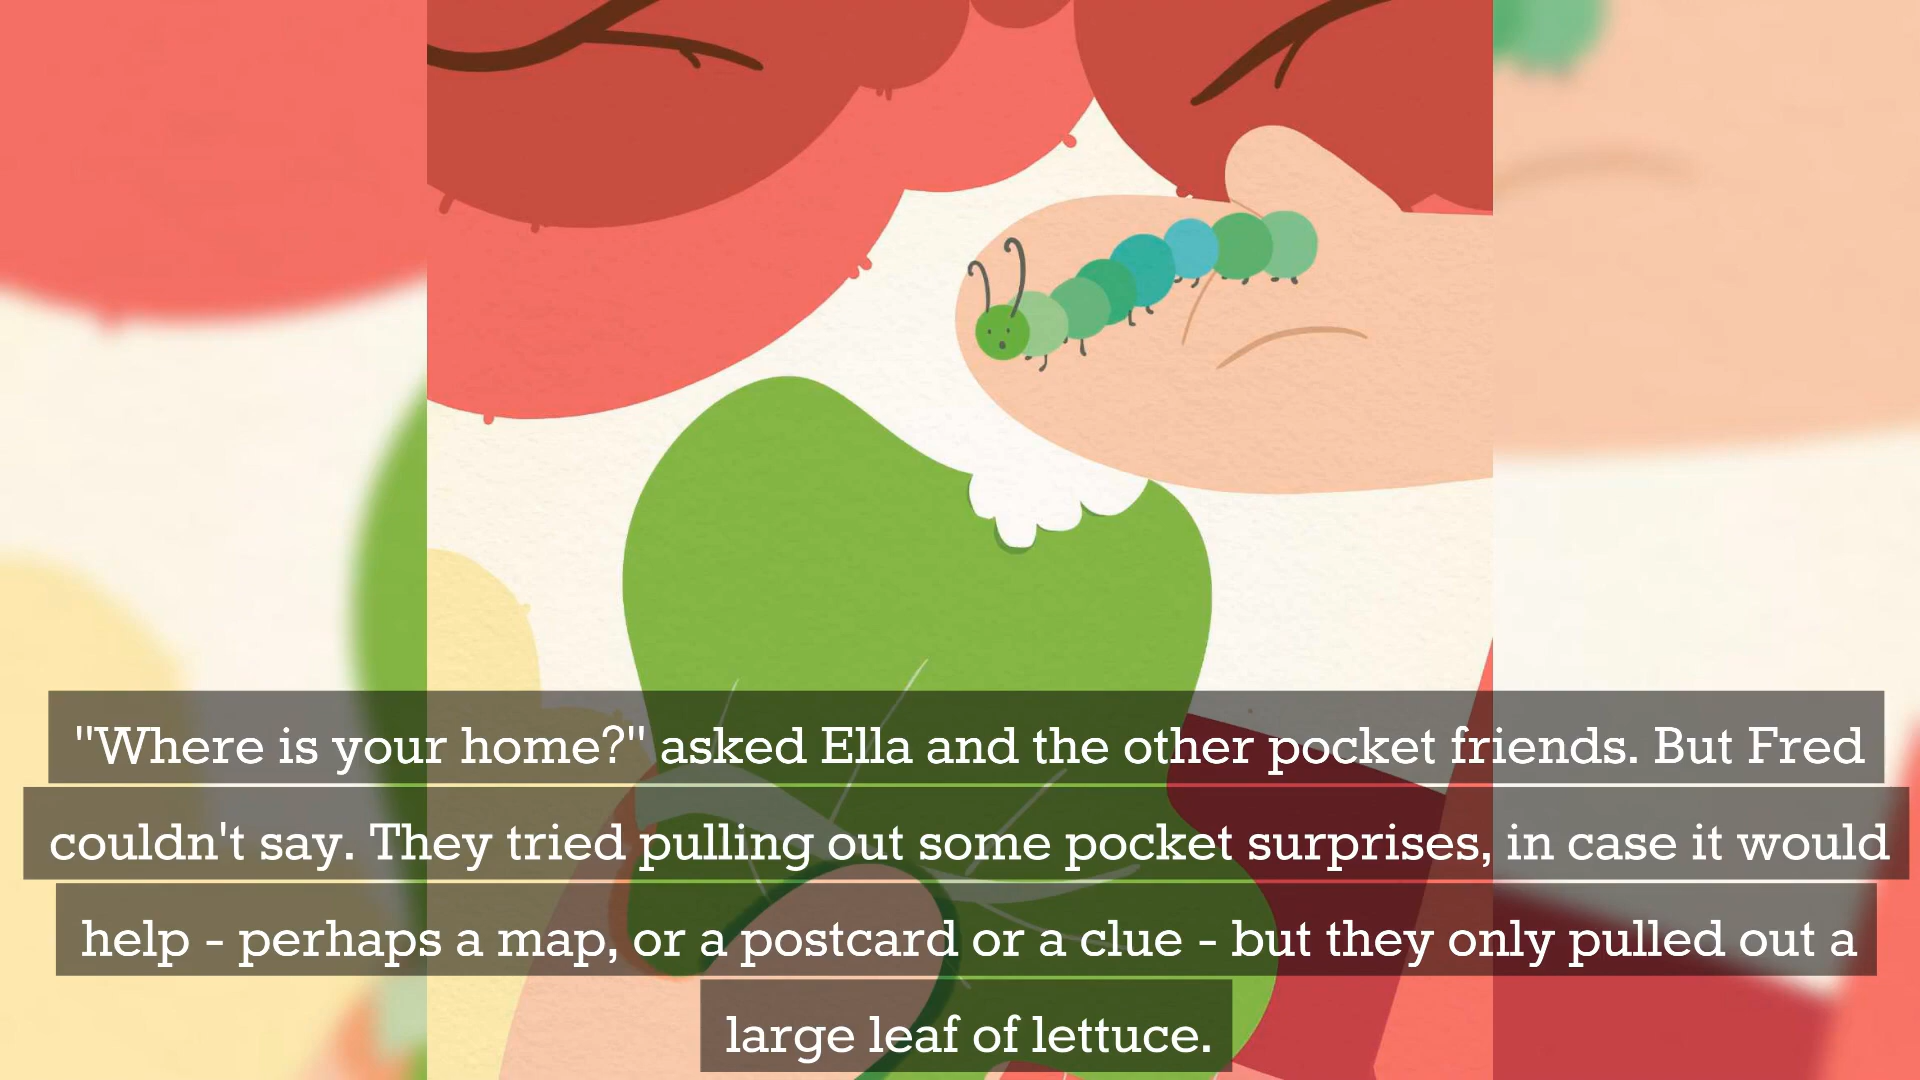 "Where is your home?" asked Ella and the other pocket friends. But Fred
couldn't say. They tried pulling out some pocket surprises, in case it would
help - perhaps a map, or a postcard or a clue - but they only pulled out a
large leaf of lettuce.